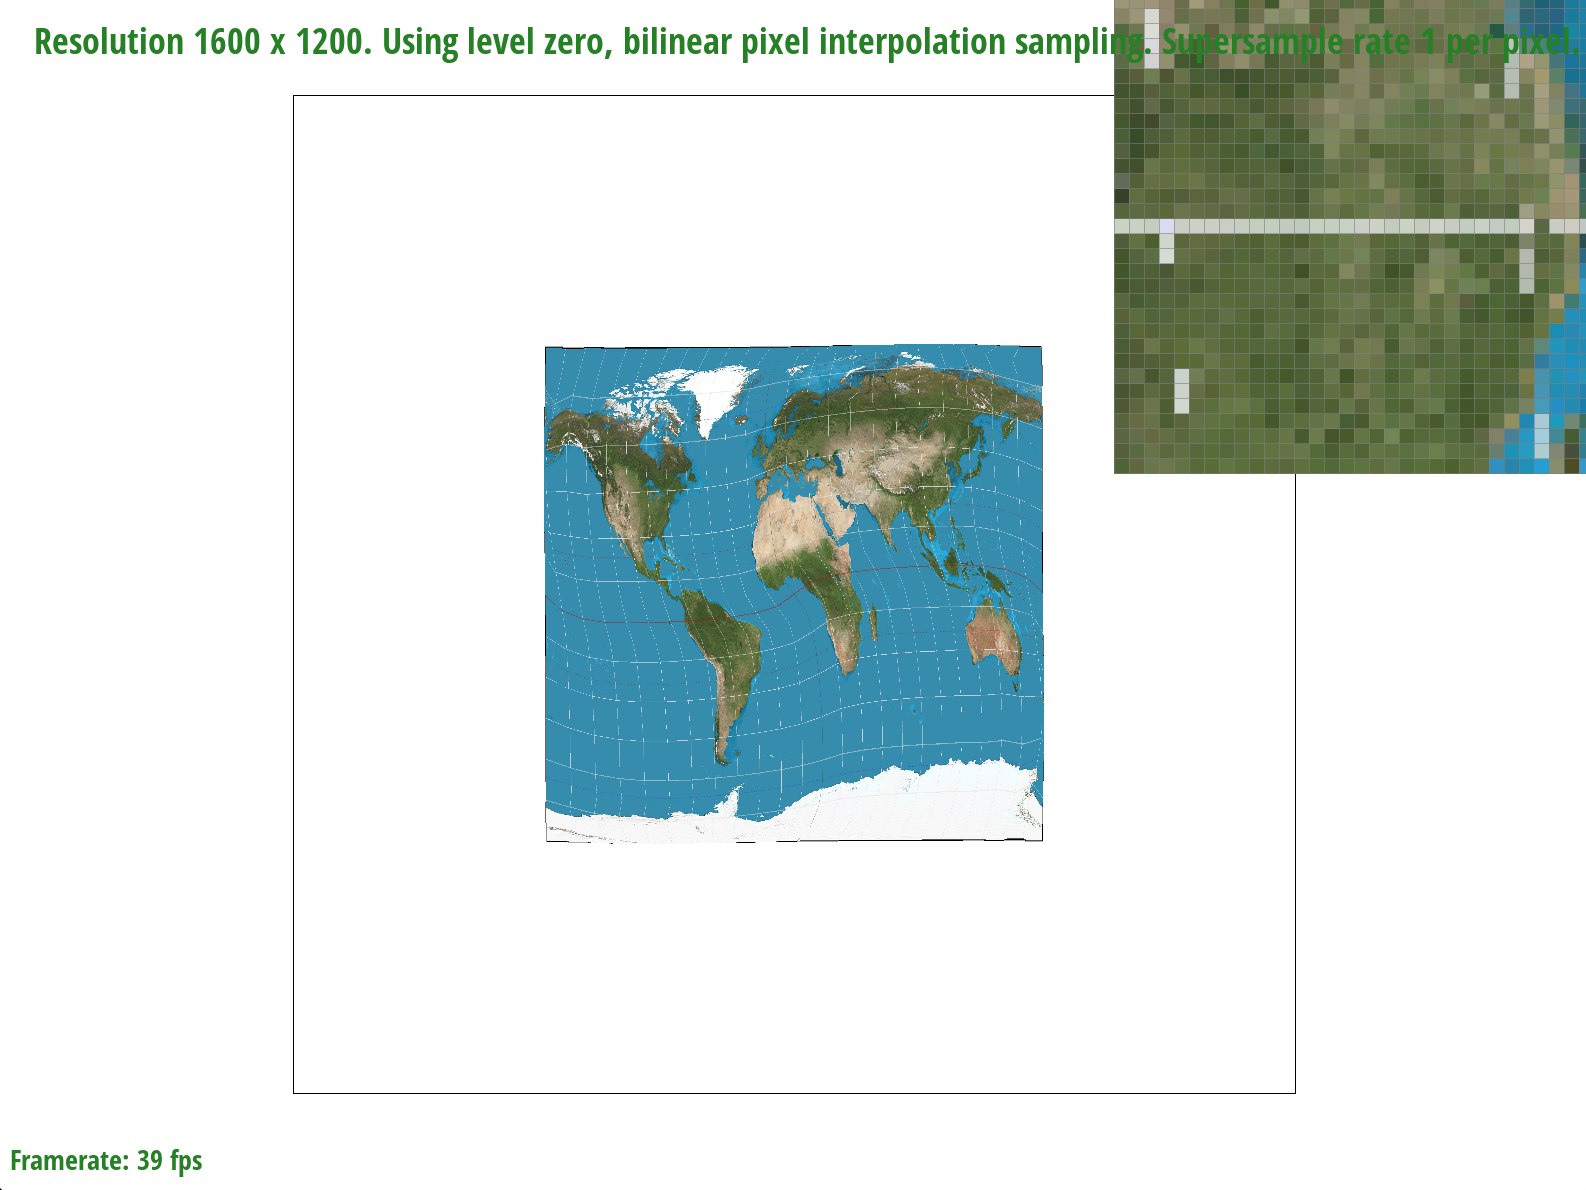 Resolution 1600 x 1200. Using level zero, bilinear pixel interpolation sampling. Supersample rate 1 per pixel.
Framerate: 39 fps